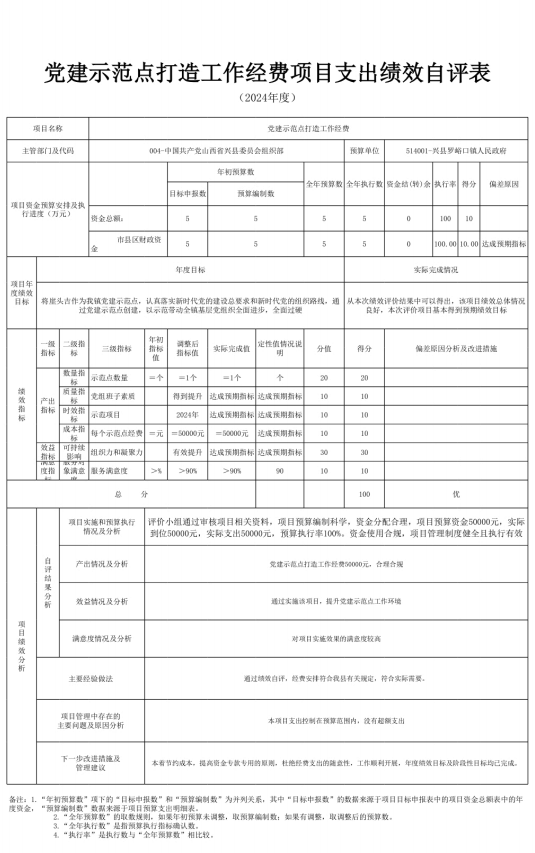 党建示范点打造工作经费项目支出绩效自评表
（2024年度）
项目名称 党建示范点打造工作经费
主管部门及代码 004-中国共产党山西省兴县委员会组织部 预算单位 514001-兴县罗峪口镇人民政府
项目资金预算安排及执行进度（万元） 年初预算数 全年预算数 全年执行数 资金结(转)余 执行率 得分 偏差原因
目标申报数 预算编制数
资金总额: 5 5 5 5 0 100 10
市县区财政资金 5 5 5 5 0 100.00 10.00 达成预期指标
项目年度绩效目标 年度目标 实际完成情况
将崖头古作为我镇党建示范点，认真落实新时代党的建设总要求和新时代党的组织路线，通
过党建示范点创建，以示范带动全镇基层党组织全面进步，全面过硬
从本次绩效评价结果中可以得出，该项目绩效总体情况
良好，本次评价项目基本得到预期绩效目标
绩效指标 一级指标 二级指标 三级指标 年初指标值 调整后指标值 实际完成值 定性值情况说明 分值 得分 偏差原因分析及改进措施
产出指标 数量指标 示范点数量 ＝个 ＝1个 ＝1个 个 20 20
质量指标 党组班子素质 得到提升 达成预期指标 达成预期指标 10 10
时效指标 示范项目 2024年 达成预期指标 达成预期指标 10 10
成本指标 每个示范点经费 ＝元 ＝50000元 ＝50000元 达成预期指标 10 10
效益指标 可持续影响 组织力和凝聚力 有效提升 达成预期指标 达成预期指标 30 30
满意度指标 服务对象满意度 服务满意度 ＞% ＞90% ＞90% 90 10 10
总 分 100 优
项目绩效分析 自评结果分析 项目实施和预算执行情况及分析
评价小组通过审核项目相关资料，项目预算编制科学，资金分配合理，项目预算资金50000元，实际
到位50000元，实际支出50000元，预算执行率100%。资金使用合规，项目管理制度健全且执行有效
产出情况及分析 党建示范点打造工作经费50000元，合理合规
效益情况及分析 通过实施该项目，提升党建示范点工作环境
满意度情况及分析 对项目实施效果的满意度较高
主要经验做法 通过绩效自评，经费安排符合我县有关规定，符合实际需要。
项目管理中存在的主要问题及原因分析 本项目支出控制在预算范围内，没有超额支出
下一步改进措施及管理建议 本着节约成本，提高资金专款专用的原则，杜绝经费支出的随意性，工作顺利开展，年度绩效目标及阶段性目标均已完成。
备注：1.“年初预算数”项下的“目标申报数”和“预算编制数”为并列关系，其中“目标申报数”的数据来源于项目目标申报表中的项目资金总额表中的年
度资金，“预算编制数”数据来源于项目预算支出明细表。
2.“全年预算数”的取数规则，如果年初预算未调整，取预算编制数；如果有调整，取调整后的预算数。
3.“全年执行数”是指预算执行指标确认数。
4.“执行率”是执行数与“全年预算数”相比较。